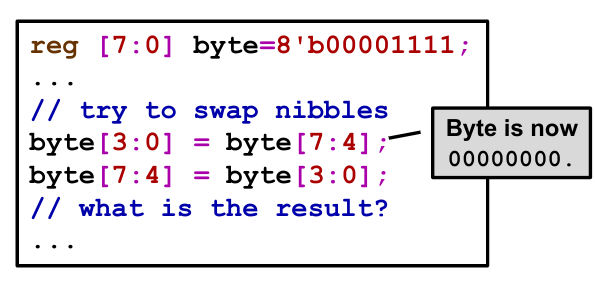 reg [7:0] byte=8'b00001111;
...
// try to swap nibbles
byte[3:0] = byte[7:4];
Byte is now
00000000.
byte[7:4] = byte[3:0];
// what is the result?
...